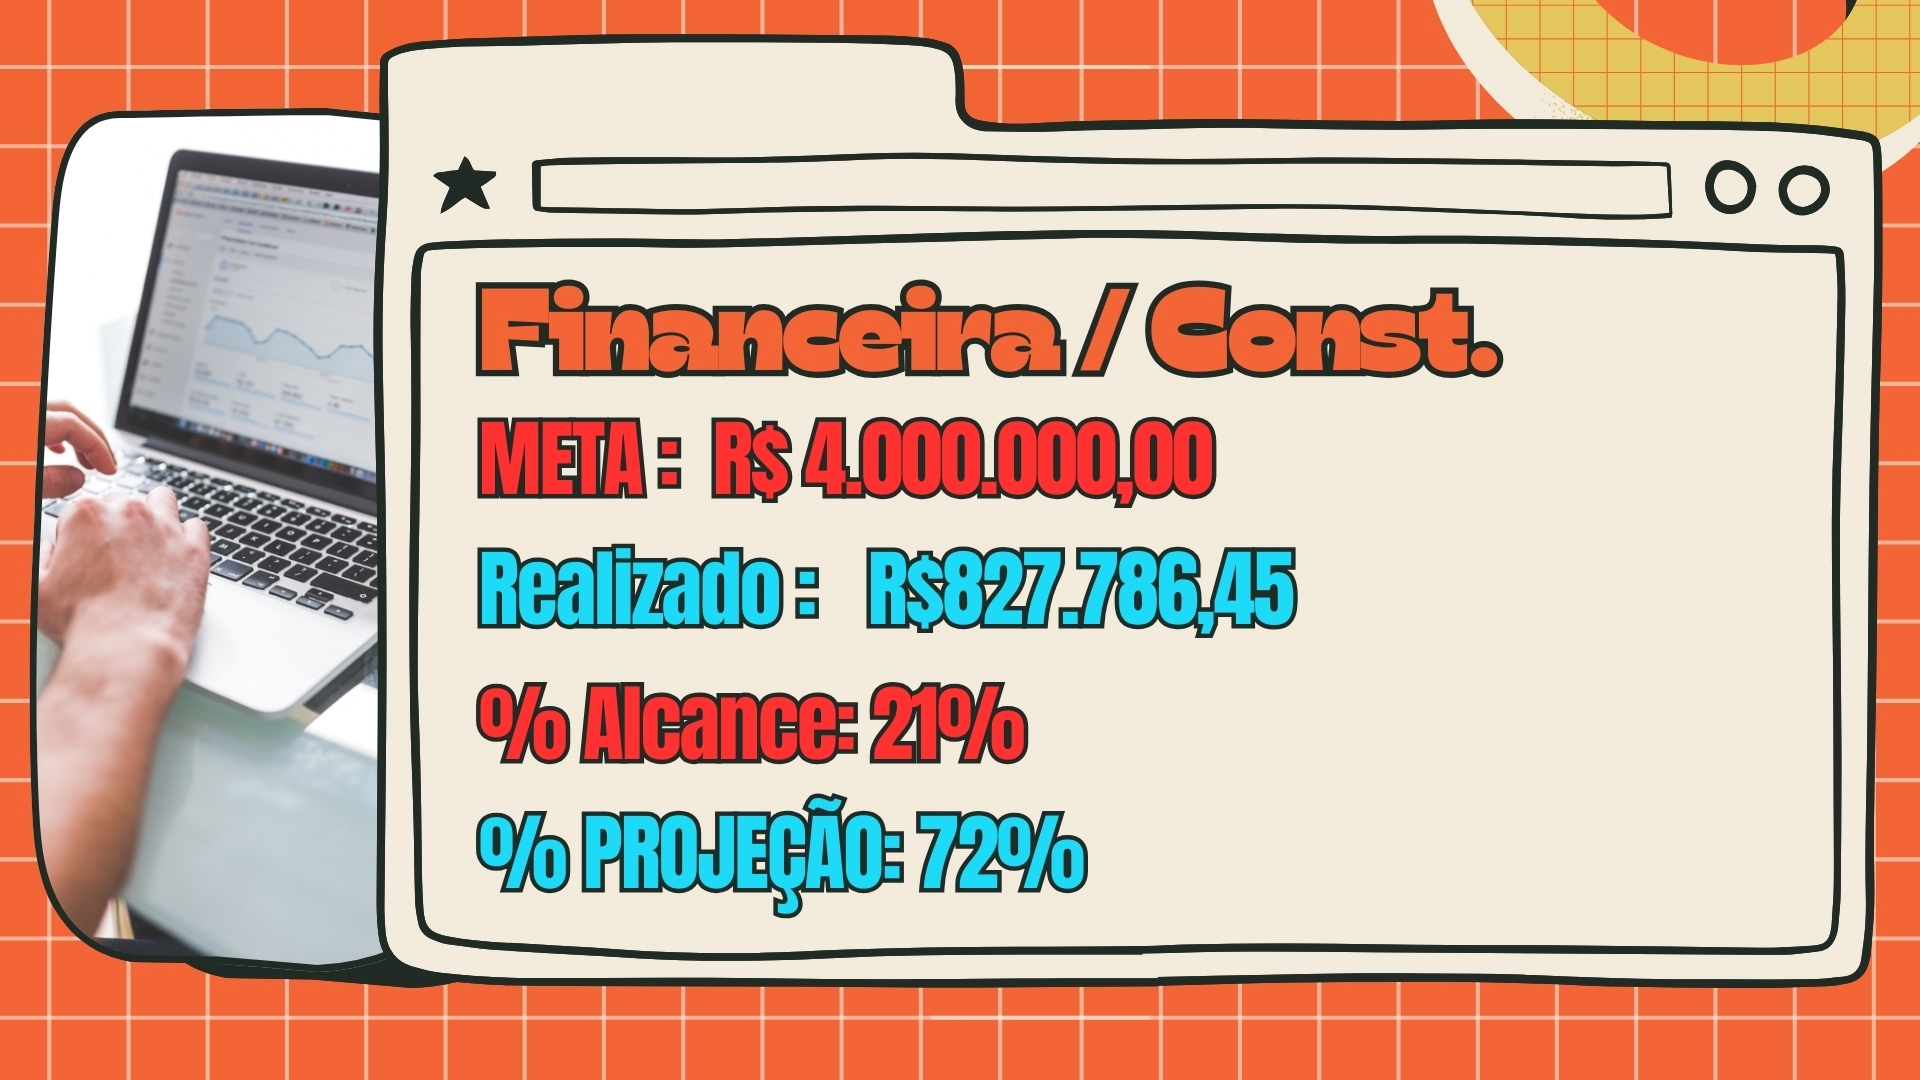 Financeira / Const.
META : R$ 4.000.000,00
Realizado : R$827.786,45
% Alcance: 21%
% PROJEÇÃO: 72%